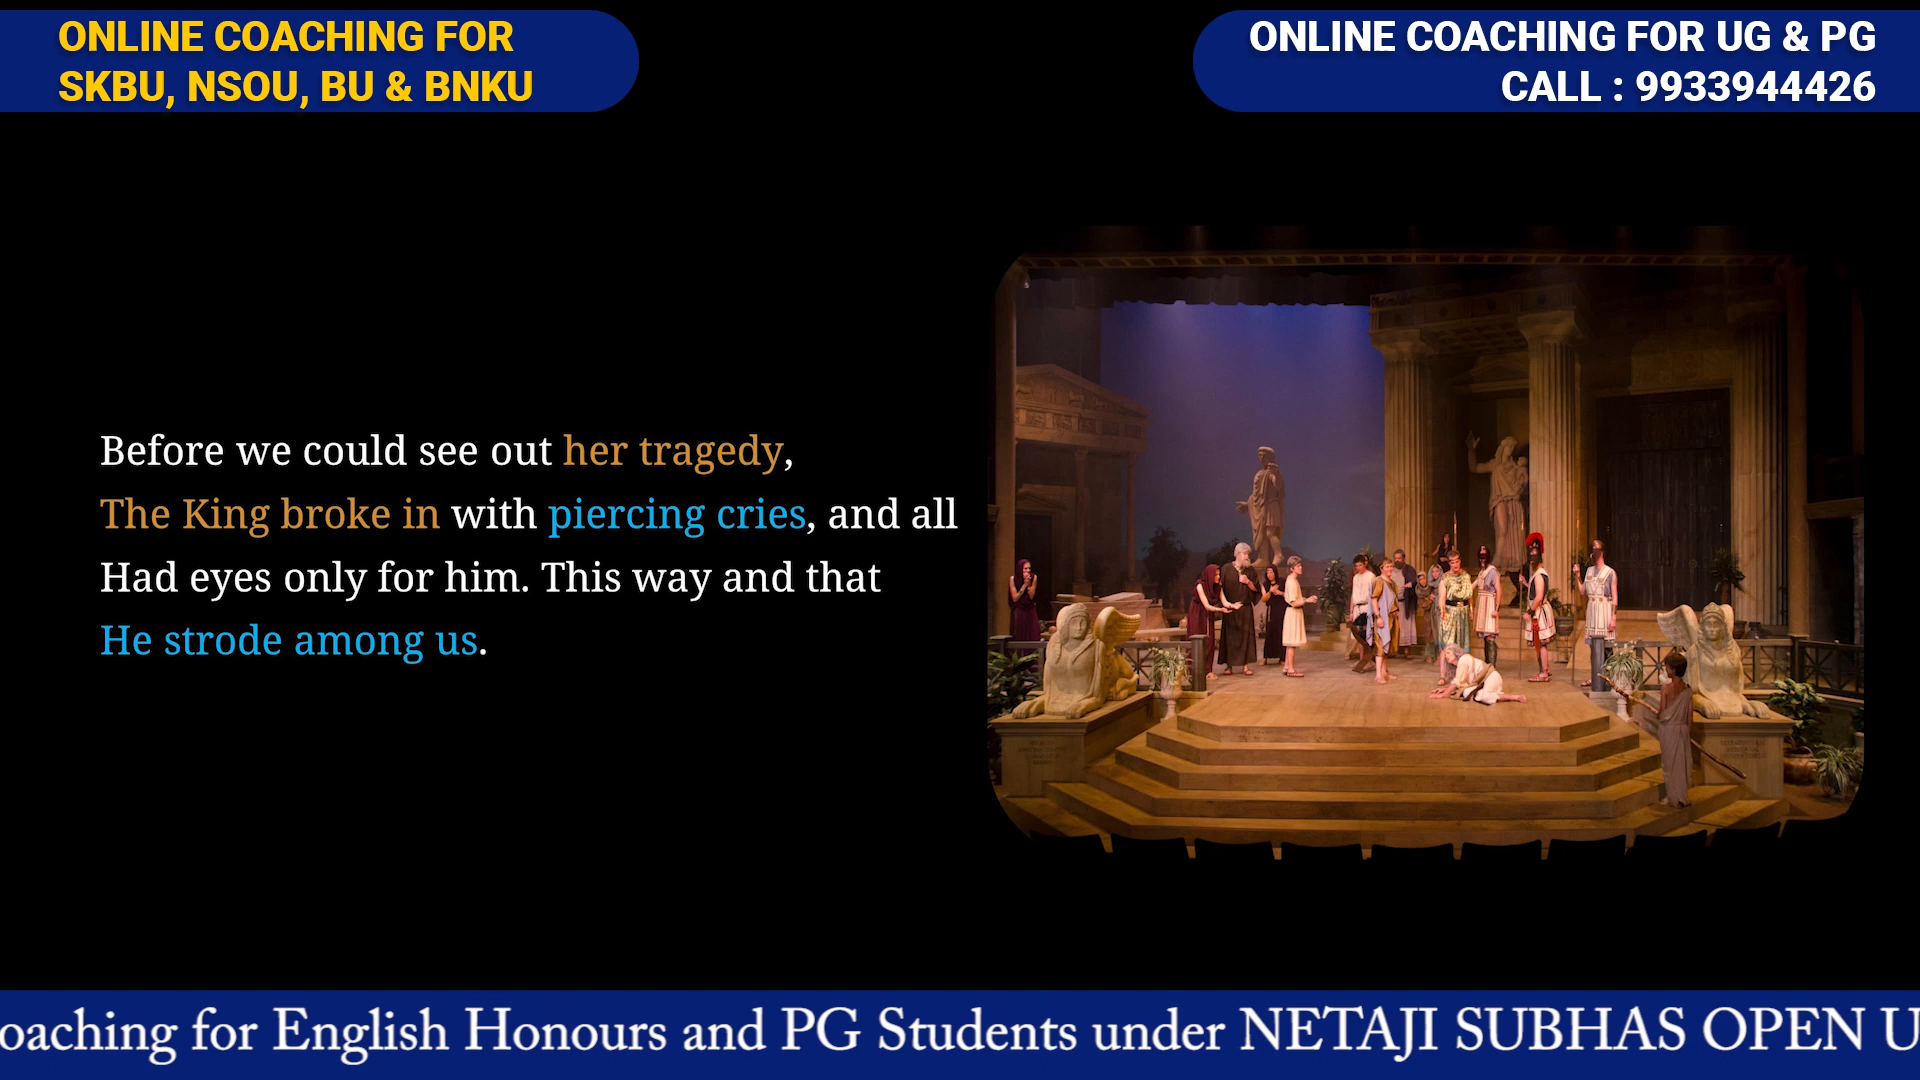 ONLINE COACHING FOR
SKBU, NSOU, BU & BNKU
ONLINE COACHING FOR UG & PG
CALL : 9933944426
Before we could see out her tragedy,
The King broke in with piercing cries, and all
Had eyes only for him. This way and that
He strode among us.
oaching for English Honours and PG Students under NETAJI SUBHAS OPEN U